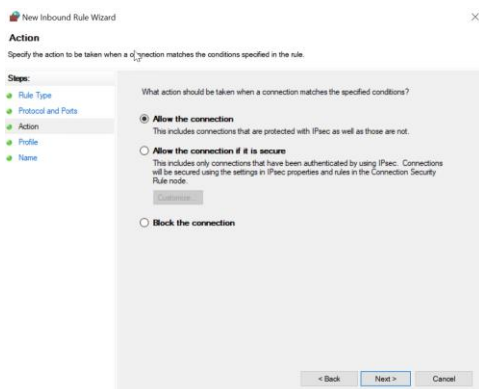 New Inbound Rule Wizard
Action
Specify the action to be taken when a connection matches the conditions specified in the rule.
Steps:
Rule Type
Protocol and Ports
Action
Profile
Name
What action should be taken when a connection matches the specified conditions?
Allow the connection
This includes connections that are protected with IPsec as well as those are not.
Allow the connection if it is secure
This includes only connections that have been authenticated by using IPsec. Connections
will be secured using the settings in IPsec properties and rules in the Connection Security
Rule node.
Customize...
Block the connection
< Back
Next >
Cancel